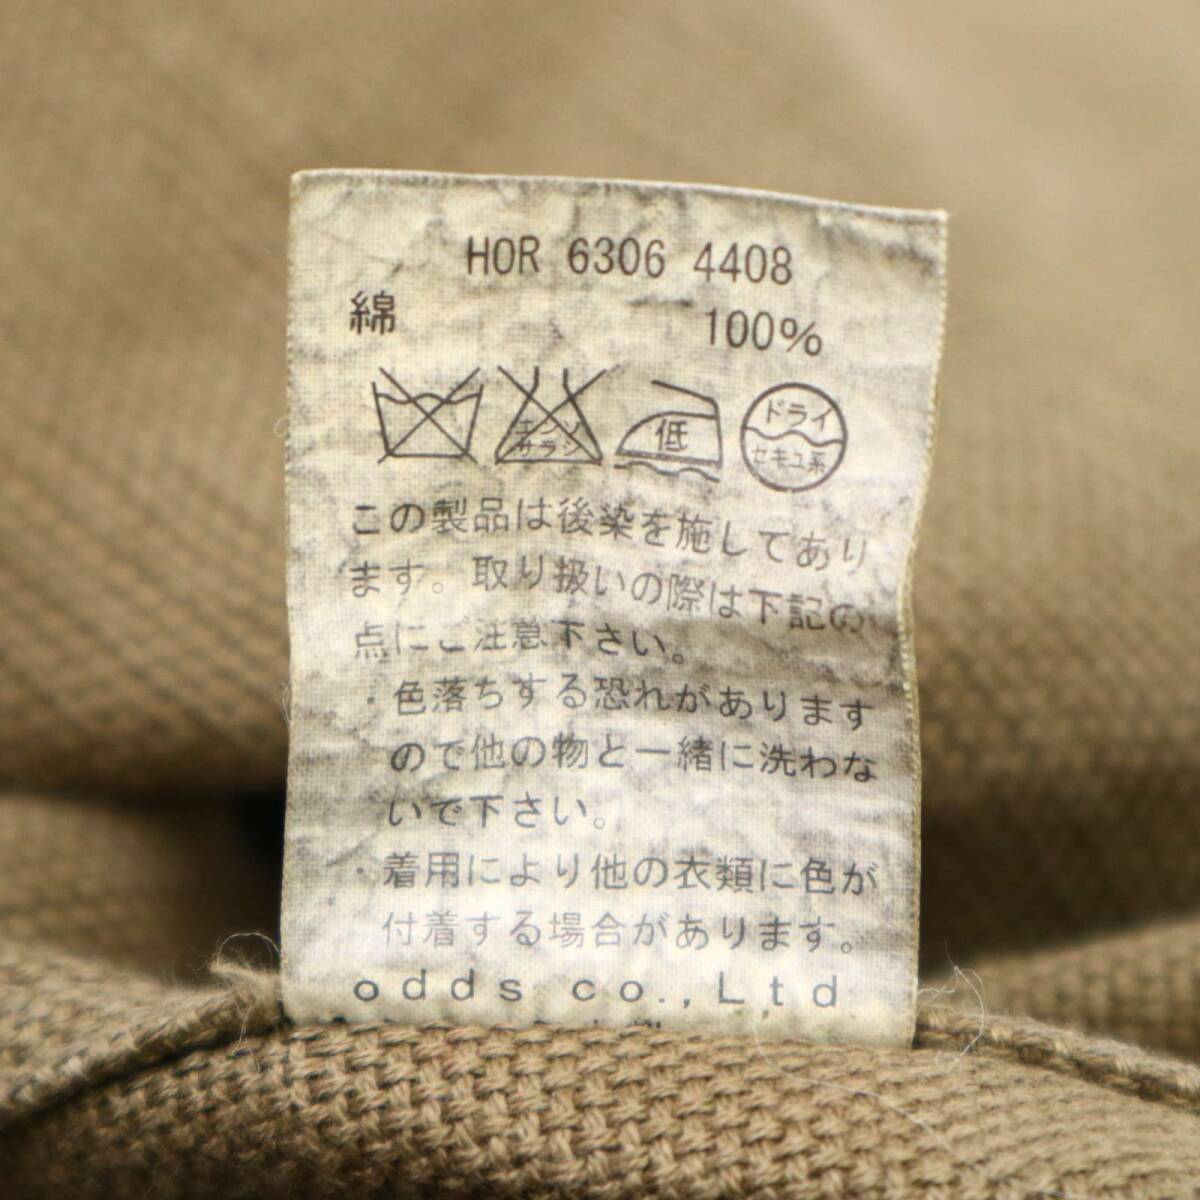 HOR 6306 4408
綿 100%
エンソ
サラシ
低
ドライ
セキユ系
この製品は後染を施してあり
ます。取り扱いの際は下記の
点にご注意下さい。
・色落ちする恐れがあります
ので他の物と一緒に洗わな
いで下さい。
・着用により他の衣類に色が
付着する場合があります。
odds co.,Ltd